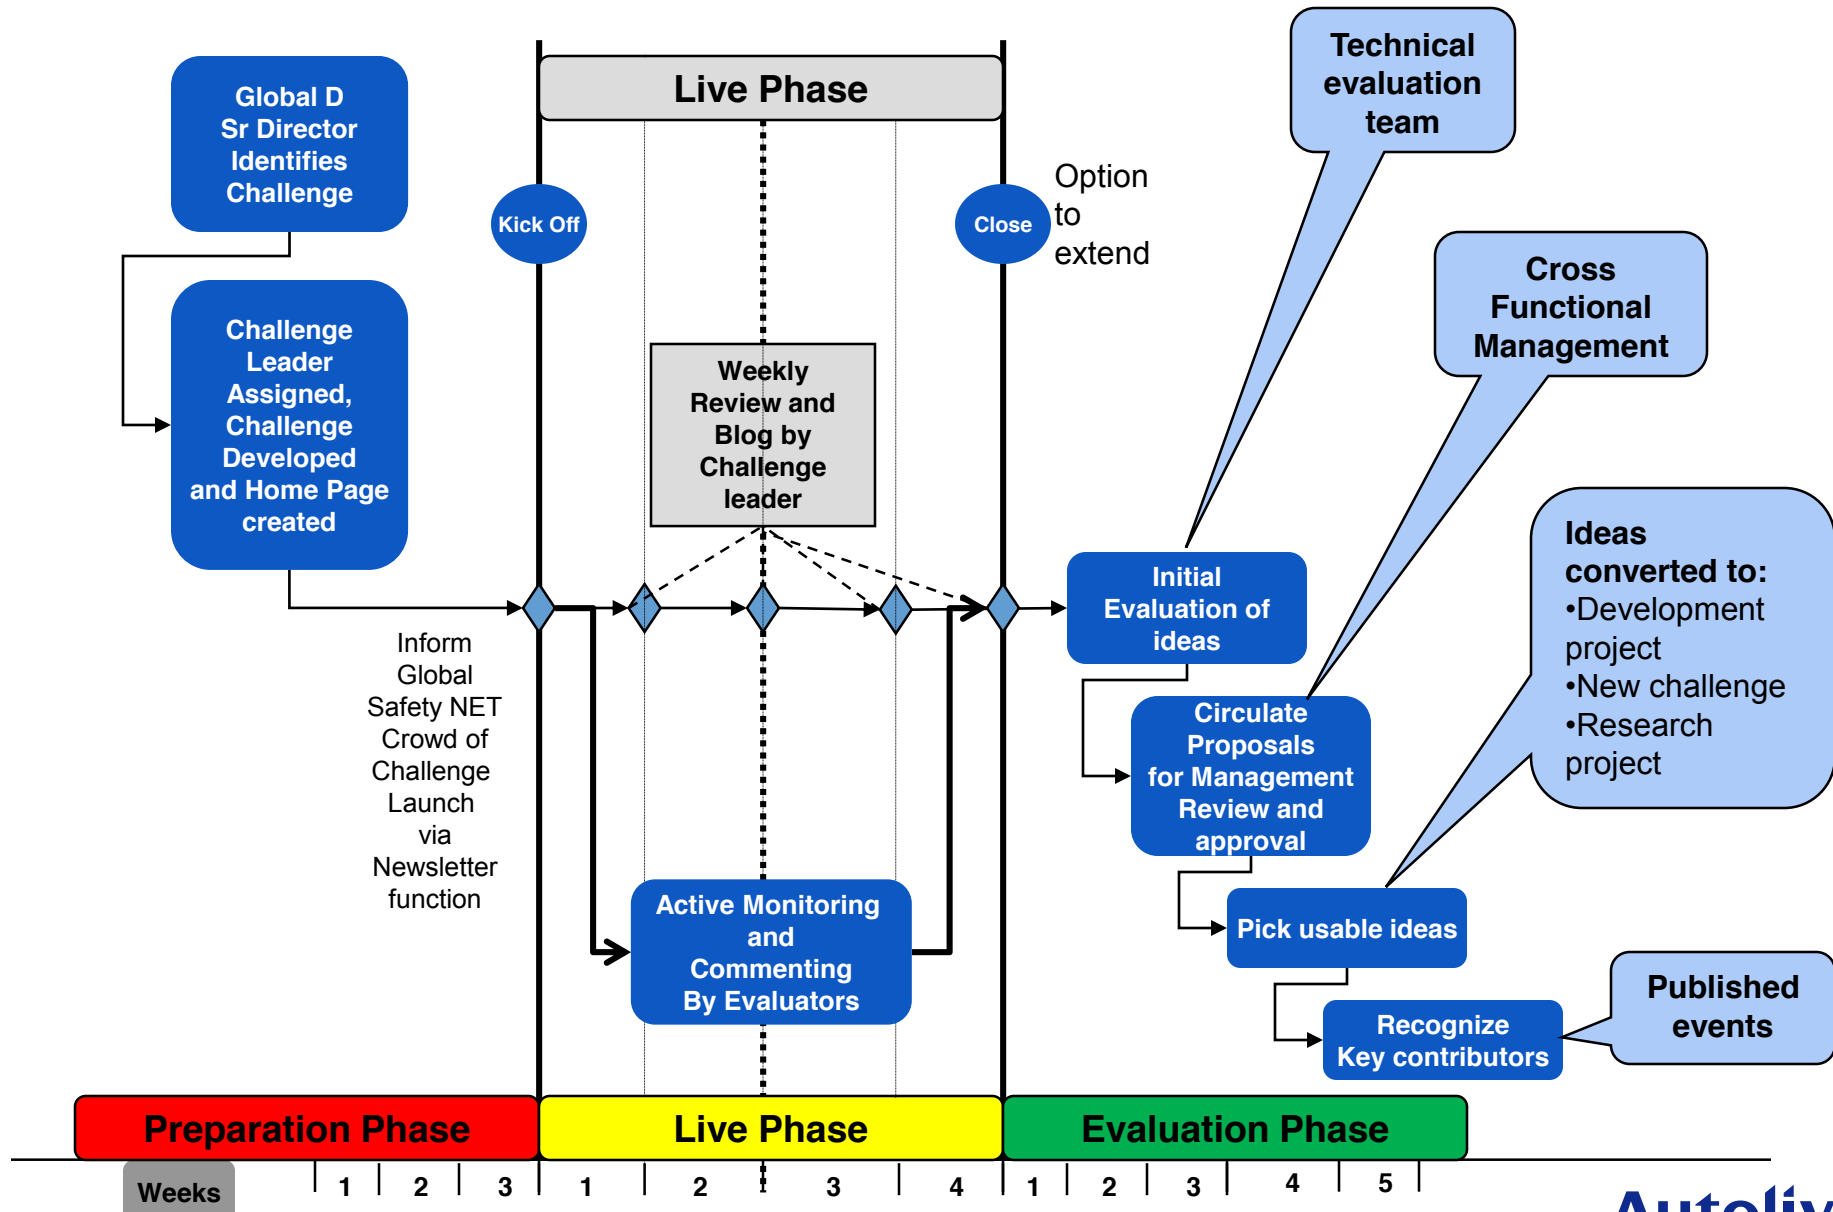 Global D
Sr Director
Identifies
Challenge
Challenge
Leader
Assigned,
Challenge
Developed
and Home Page
created
Inform
Global
Safety NET
Crowd of
Challenge
Launch
via
Newsletter
function
Live Phase
Kick Off
Close
Option
to
extend
Weekly
Review and
Blog by
Challenge
leader
Active Monitoring
and
Commenting
By Evaluators
Technical
evaluation
team
Cross
Functional
Management
Ideas
converted to:
•Development
project
•New challenge
•Research
project
Initial
Evaluation of
ideas
Circulate
Proposals
for Management
Review and
approval
Pick usable ideas
Recognize
Key contributors
Published
events
Preparation Phase
Live Phase
Evaluation Phase
Weeks
1 2 3 1 2 3 4 1 2 3 4 5
Autoliv